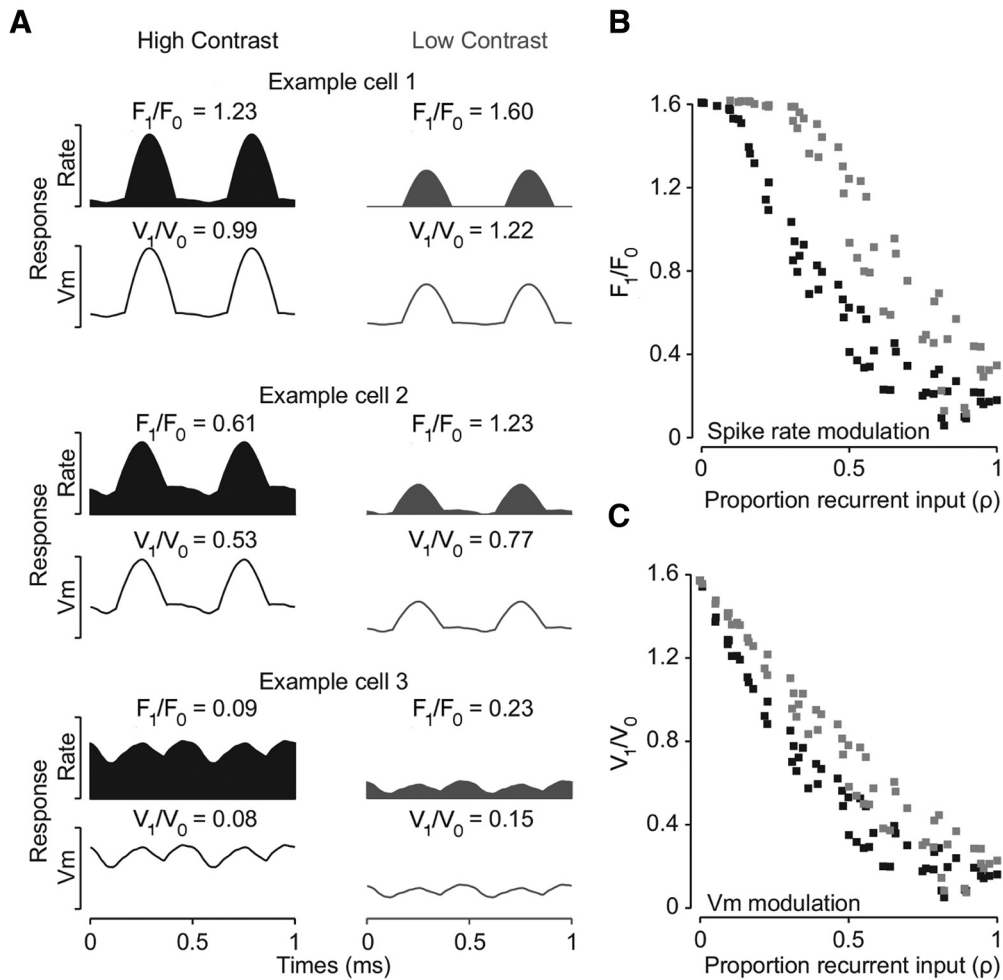 A
High Contrast
Low Contrast
Example cell 1
F1/F0 = 1.23
F1/F0 = 1.60
Response
Rate
V1/V0 = 0.99
V1/V0 = 1.22
Vm
Example cell 2
F1/F0 = 0.61
F1/F0 = 1.23
Response
Rate
V1/V0 = 0.53
V1/V0 = 0.77
Vm
Example cell 3
F1/F0 = 0.09
F1/F0 = 0.23
Response
Rate
V1/V0 = 0.08
V1/V0 = 0.15
Vm
0
1
0
1
Times (ms)
B
1.6
1.2
0.8
0.4
0
F1/F0
Spike rate modulation
0
0.5
1
Proportion recurrent input (ρ)
C
1.6
1.2
0.8
0.4
0
V1/V0
Vm modulation
0
0.5
1
Proportion recurrent input (ρ)